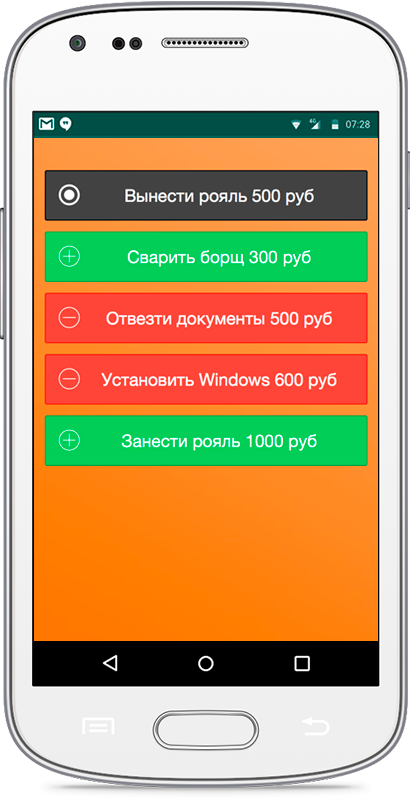 4G 07:28
Вынести рояль 500 руб
Сварить борщ 300 руб
Отвезти документы 500 руб
Установить Windows 600 руб
Занести рояль 1000 руб